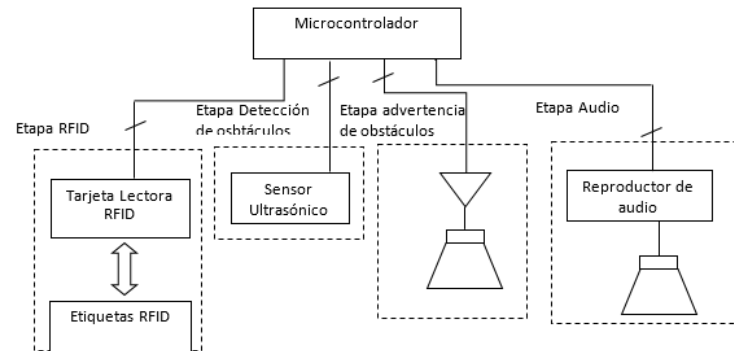 Microcontrolador
Etapa RFID
Etapa Detección
de osbtáculos
Etapa advertencia
de obstáculos
Etapa Audio
Tarjeta Lectora
RFID
Etiquetas RFID
Sensor
Ultrasónico
Reproductor de
audio